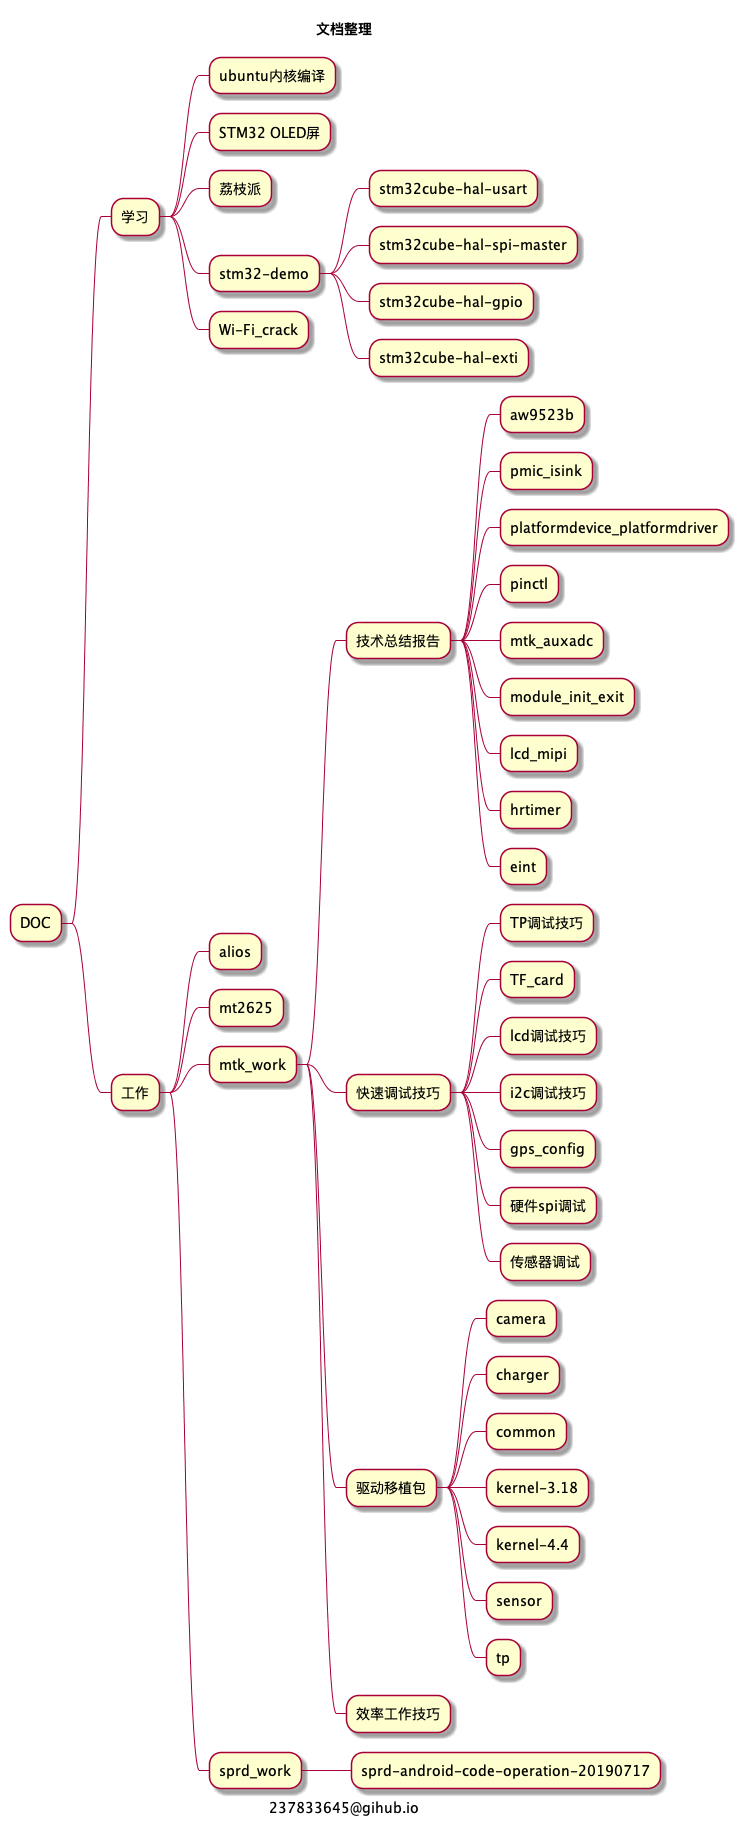 文档整理
DOC
学习
ubuntu内核编译
STM32 OLED屏
荔枝派
stm32-demo
stm32cube-hal-usart
stm32cube-hal-spi-master
stm32cube-hal-gpio
stm32cube-hal-exti
Wi-Fi_crack
工作
alios
mt2625
mtk_work
技术总结报告
aw9523b
pmic_isink
platformdevice_platformdriver
pinctl
mtk_auxadc
module_init_exit
lcd_mipi
hrtimer
eint
快速调试技巧
TP调试技巧
TF_card
lcd调试技巧
i2c调试技巧
gps_config
硬件spi调试
传感器调试
驱动移植包
camera
charger
common
kernel-3.18
kernel-4.4
sensor
tp
效率工作技巧
sprd_work
sprd-android-code-operation-20190717
237833645@gihub.io